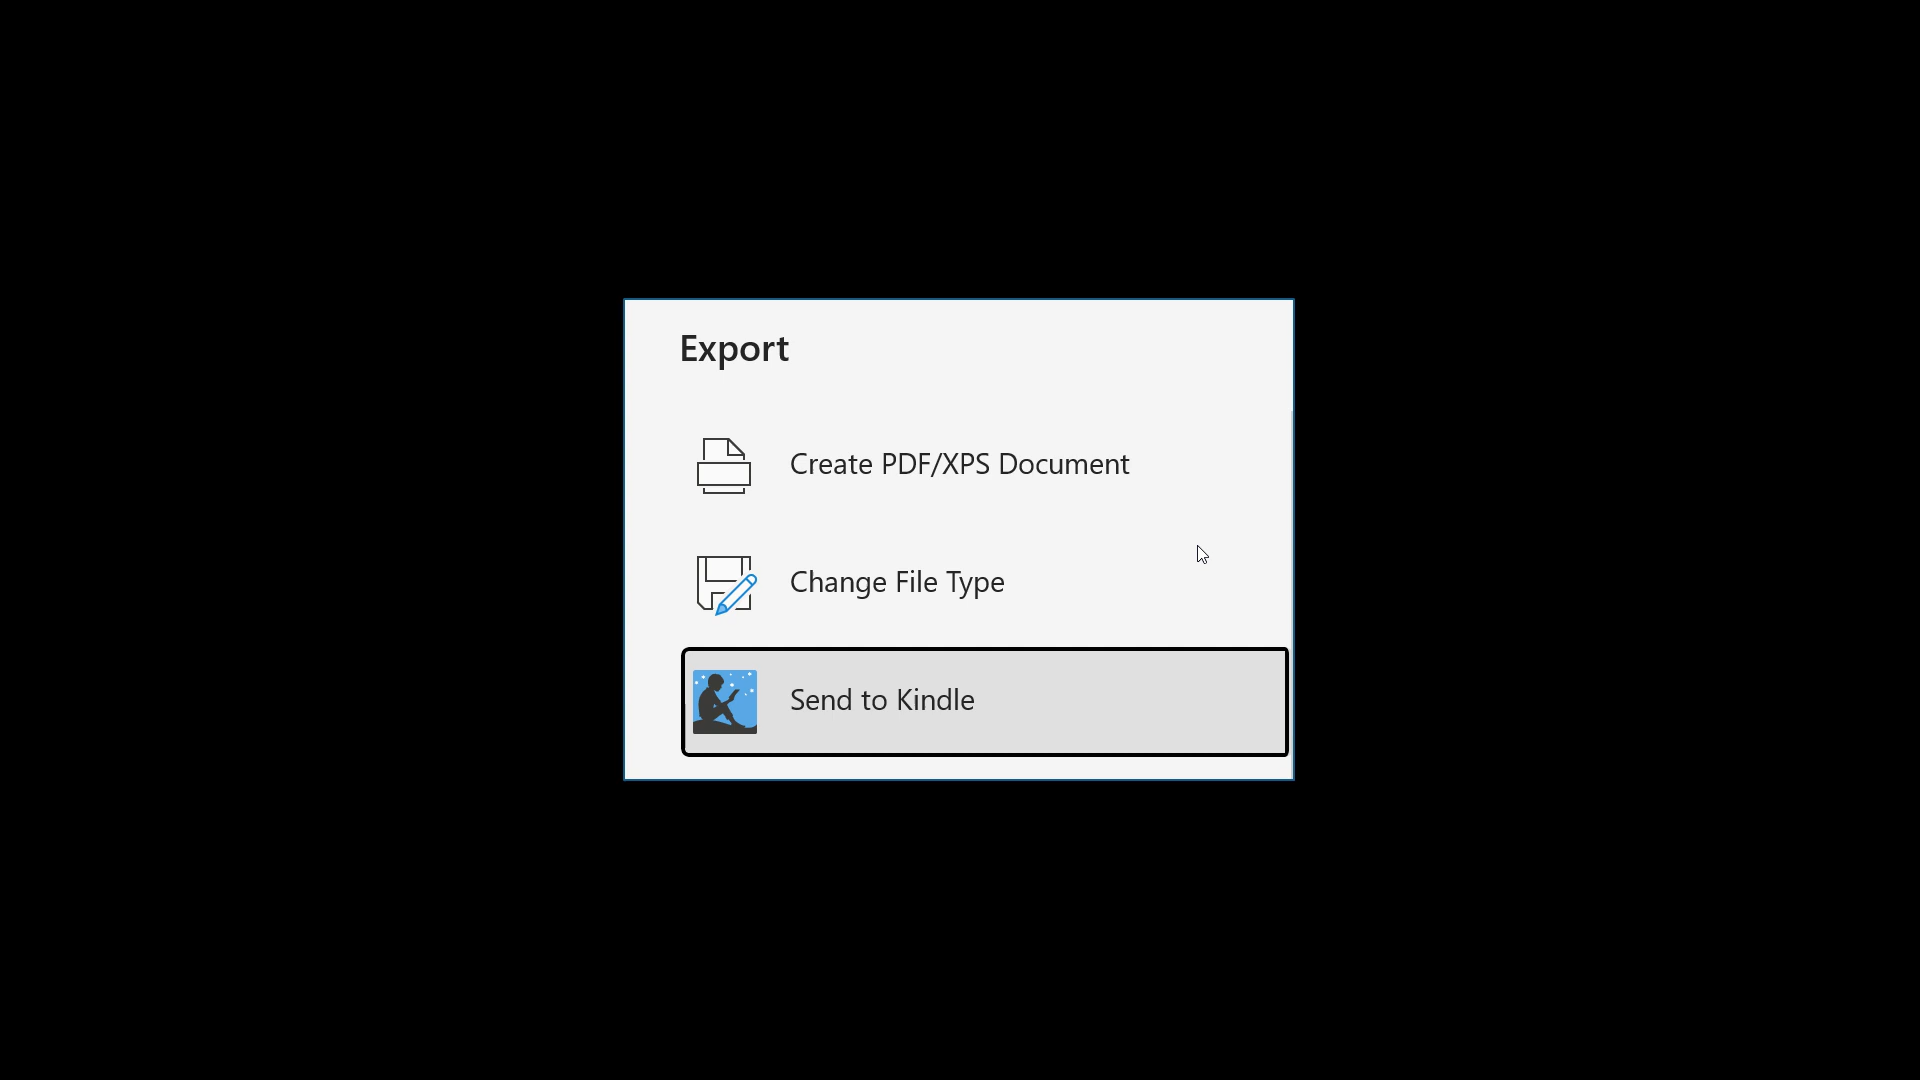 Export
Create PDF/XPS Document
Change File Type
Send to Kindle